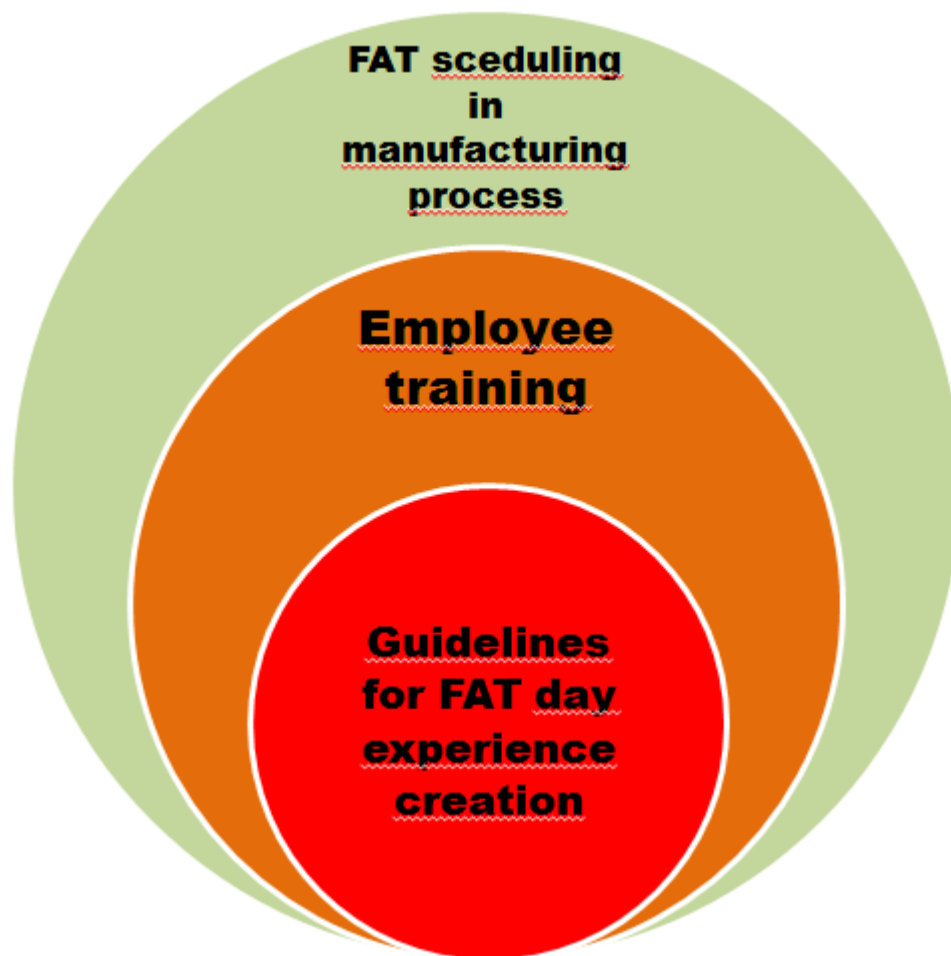 FAT sceduling
in
manufacturing
process
Employee
training
Guidelines
for FAT day
experience
creation